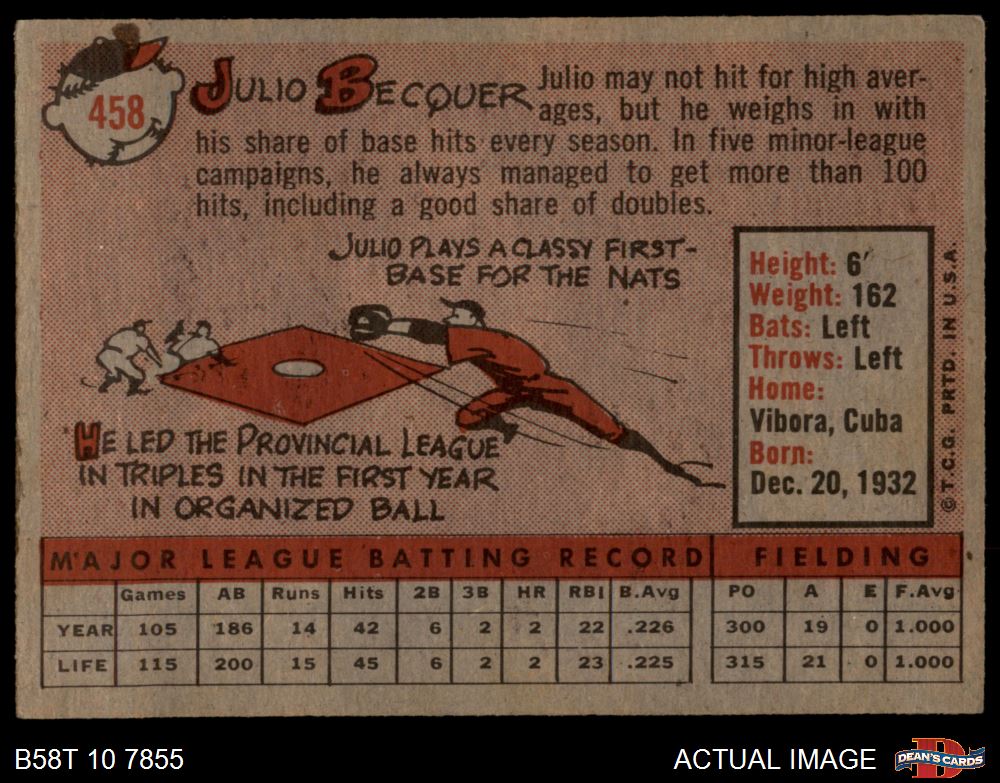 458
JULIO BECQUER
Julio may not hit for high aver-
ages, but he weighs in with
his share of base hits every season. In five minor-league
campaigns, he always managed to get more than 100
hits, including a good share of doubles.
JULIO PLAYS A CLASSY FIRST-
BASE FOR THE NATS
HE LED THE PROVINCIAL LEAGUE
IN TRIPLES IN THE FIRST YEAR
IN ORGANIZED BALL
Height: 6'
Weight: 162
Bats: Left
Throws: Left
Home:
Vibora, Cuba
Born:
Dec. 20, 1932
© T.C.G. PRTD. IN U.S.A.
MAJOR LEAGUE BATTING RECORD FIELDING
Games AB Runs Hits 2B 3B HR RBI B.Avg PO A E F.Avg
YEAR 105 186 14 42 6 2 2 22 .226 300 19 0 1.000
LIFE 115 200 15 45 6 2 2 23 .225 315 21 0 1.000
B58T 10 7855 ACTUAL IMAGE DEAN'S CARDS